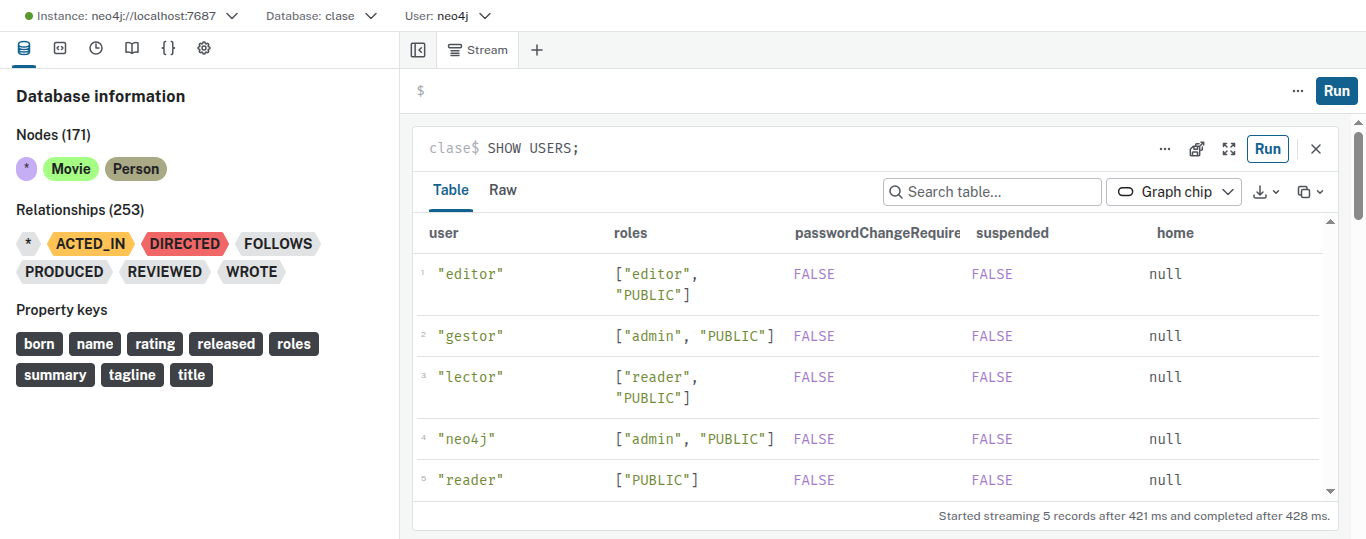 Instance: neo4j://localhost:7687 Database: clase User: neo4j
Stream
Database information
Nodes (171)
* Movie Person
Relationships (253)
* ACTED_IN DIRECTED FOLLOWS
PRODUCED REVIEWED WROTE
Property keys
born name rating released roles
summary tagline title
$ Run
clase$ SHOW USERS; Run
Table Raw Search table... Graph chip
user roles passwordChangeRequire suspended home
1 "editor" ["editor", FALSE FALSE null
"PUBLIC"]
2 "gestor" ["admin", "PUBLIC"] FALSE FALSE null
3 "lector" ["reader", FALSE FALSE null
"PUBLIC"]
4 "neo4j" ["admin", "PUBLIC"] FALSE FALSE null
5 "reader" ["PUBLIC"] FALSE FALSE null
Started streaming 5 records after 421 ms and completed after 428 ms.